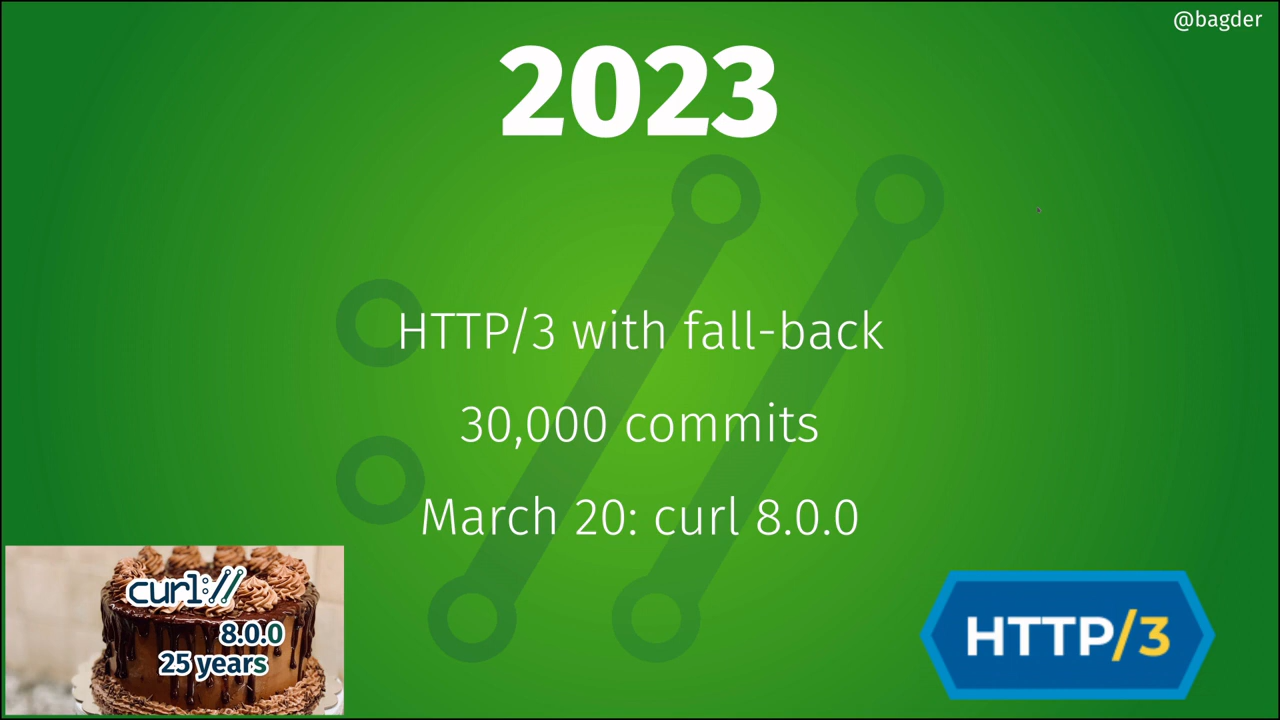 @bagder
2023
HTTP/3 with fall-back
30,000 commits
March 20: curl 8.0.0
curl://
8.0.0
25 years
HTTP/3